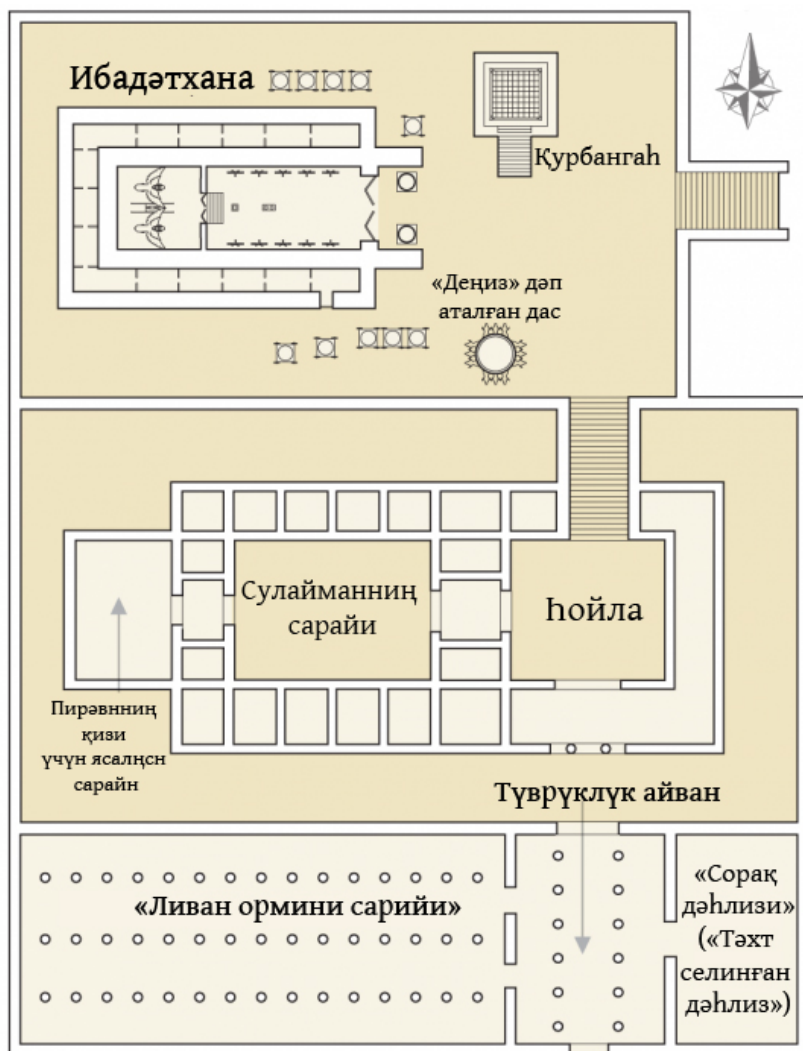 Ибадәтхана
Қурбангаһ
«Деңиз» дәп
аталған дас
Сулайманниң
сарайи
һойла
Пирәвнниң
қизи
үчүн ясалңсн
сарайн
Түврүклүк айван
«Ливан ормини сарийи»
«Сорақ
дәһлизи»
(«Тәхт
селинған
дәһлиз»)